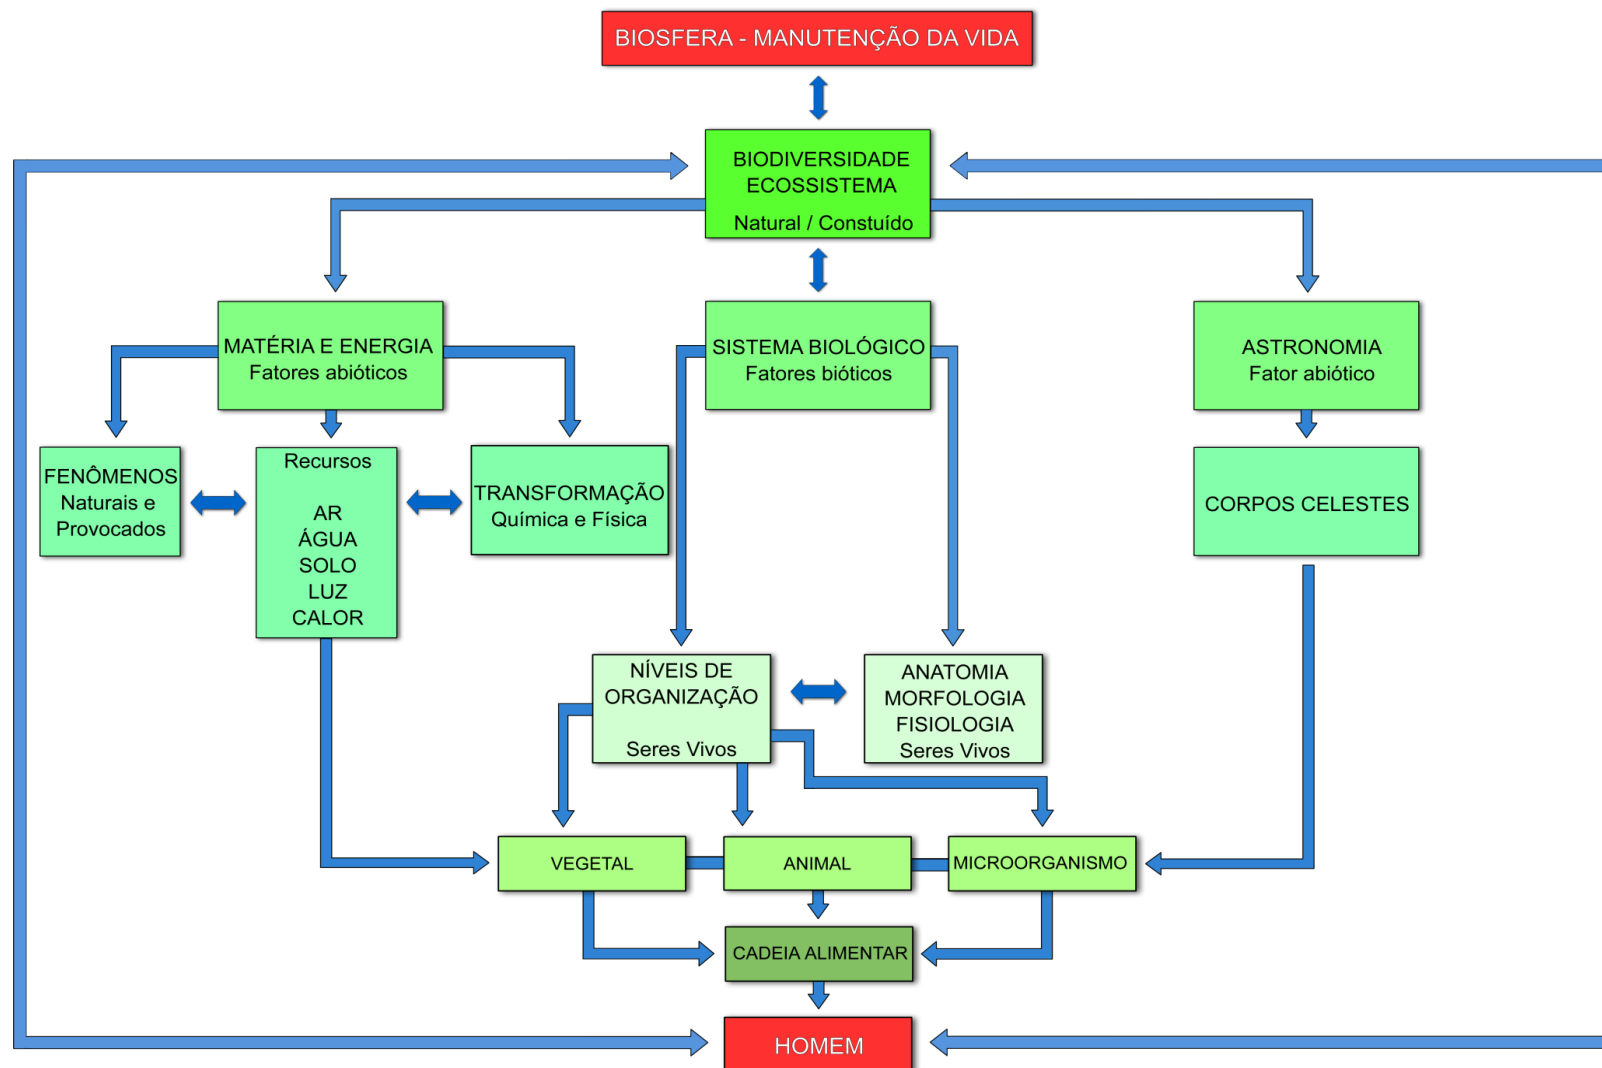 BIOSFERA - MANUTENÇÃO DA VIDA
BIODIVERSIDADE
ECOSSISTEMA
Natural / Constuído
MATÉRIA E ENERGIA
Fatores abióticos
SISTEMA BIOLÓGICO
Fatores bióticos
ASTRONOMIA
Fator abiótico
FENÔMENOS
Naturais e
Provocados
Recursos
AR
ÁGUA
SOLO
LUZ
CALOR
TRANSFORMAÇÃO
Química e Física
CORPOS CELESTES
NÍVEIS DE
ORGANIZAÇÃO
Seres Vivos
ANATOMIA
MORFOLOGIA
FISIOLOGIA
Seres Vivos
VEGETAL
ANIMAL
MICROORGANISMO
CADEIA ALIMENTAR
HOMEM